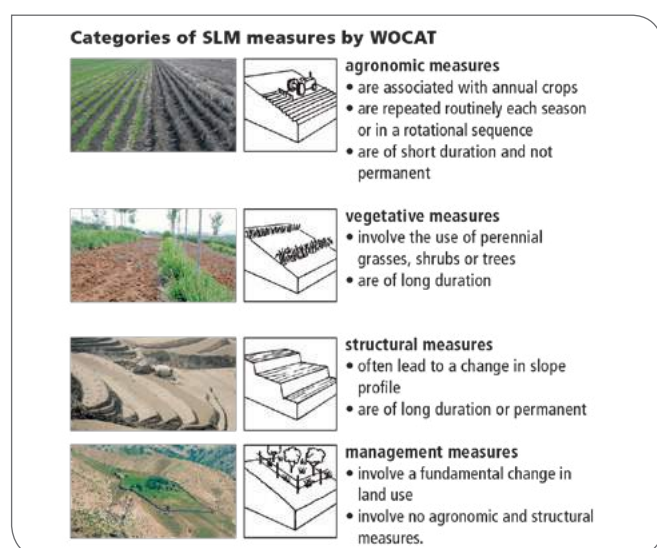 Categories of SLM measures by WOCAT
agronomic measures
• are associated with annual crops
• are repeated routinely each season
or in a rotational sequence
• are of short duration and not
permanent
vegetative measures
• involve the use of perennial
grasses, shrubs or trees
• are of long duration
structural measures
• often lead to a change in slope
profile
• are of long duration or permanent
management measures
• involve a fundamental change in
land use
• involve no agronomic and structural
measures.